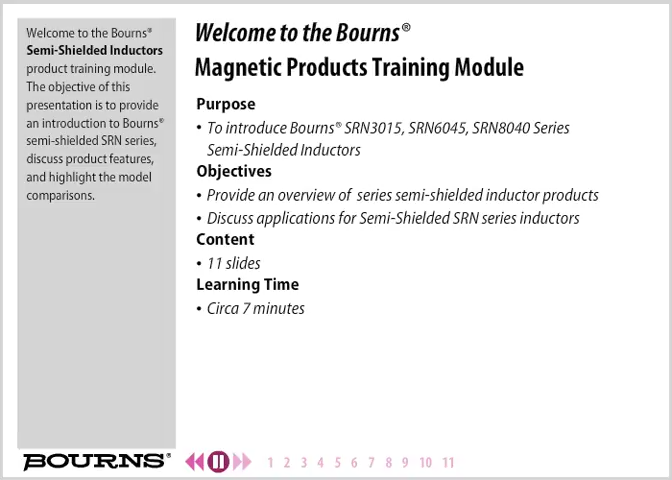 Welcome to the Bourns®
Semi-Shielded Inductors
product training module.
The objective of this
presentation is to provide
an introduction to Bourns®
semi-shielded SRN series,
discuss product features,
and highlight the model
comparisons.
Welcome to the Bourns®
Magnetic Products Training Module
Purpose
• To introduce Bourns® SRN3015, SRN6045, SRN8040 Series
Semi-Shielded Inductors
Objectives
• Provide an overview of series semi-shielded inductor products
• Discuss applications for Semi-Shielded SRN series inductors
Content
• 11 slides
Learning Time
• Circa 7 minutes
BOURNS®
1 2 3 4 5 6 7 8 9 10 11